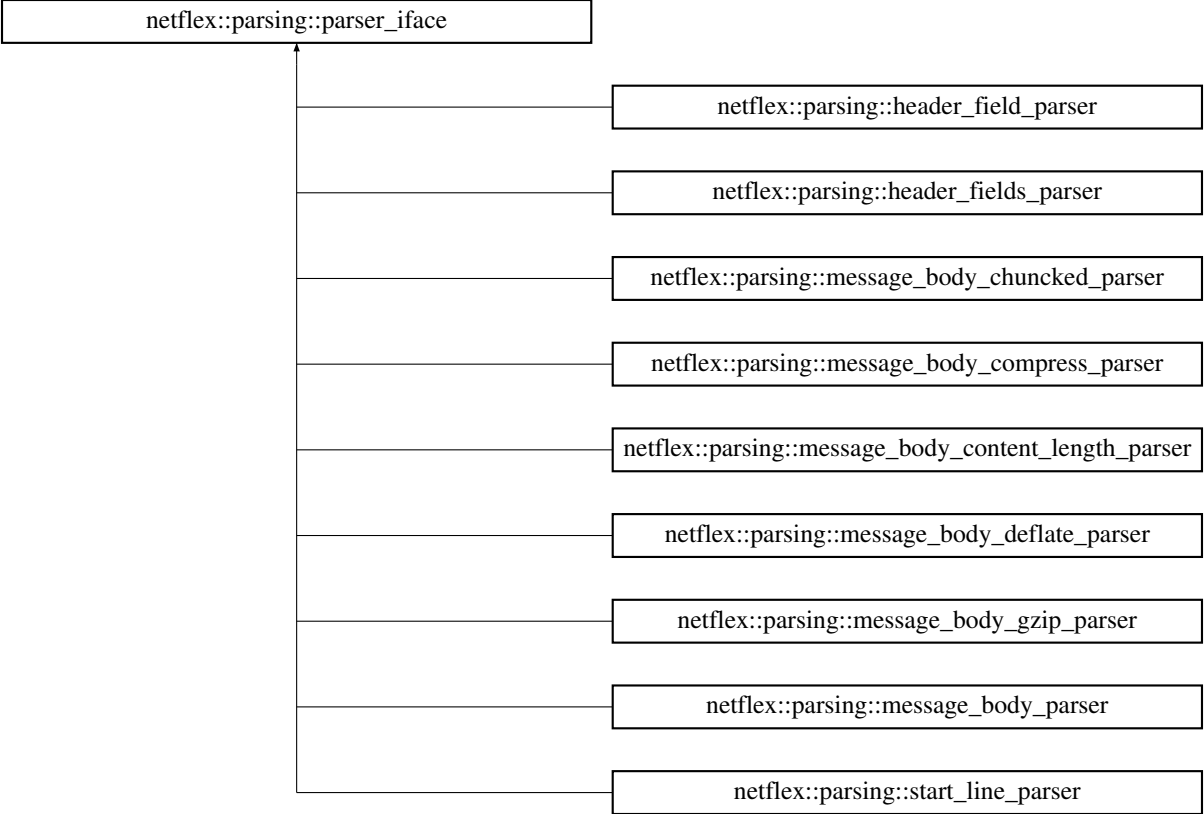 netflex::parsing::parser_iface
netflex::parsing::header_field_parser
netflex::parsing::header_fields_parser
netflex::parsing::message_body_chuncked_parser
netflex::parsing::message_body_compress_parser
netflex::parsing::message_body_content_length_parser
netflex::parsing::message_body_deflate_parser
netflex::parsing::message_body_gzip_parser
netflex::parsing::message_body_parser
netflex::parsing::start_line_parser